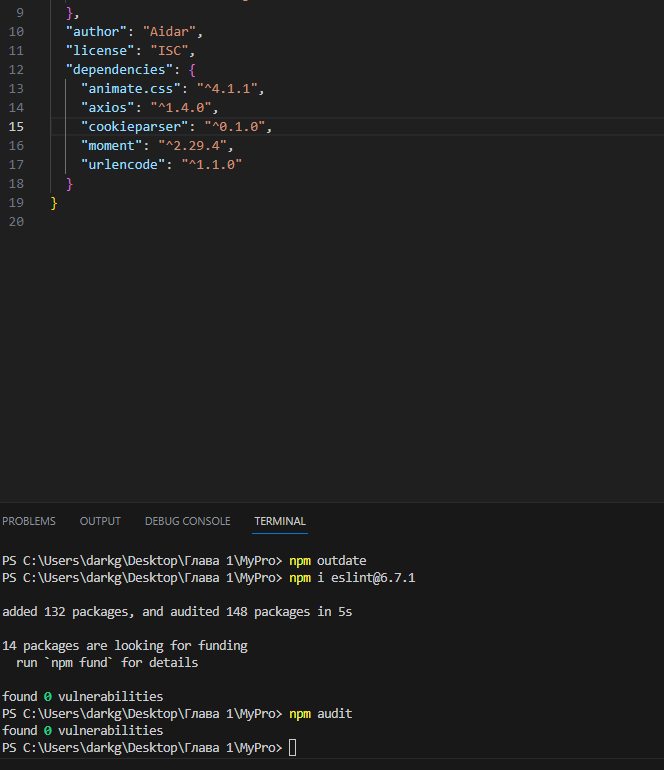 9 },
10 "author": "Aidar",
11 "license": "ISC",
12 "dependencies": {
13 "animate.css": "^4.1.1",
14 "axios": "^1.4.0",
15 "cookieparser": "^0.1.0",
16 "moment": "^2.29.4",
17 "urlencode": "^1.1.0"
18 }
19 }
20
PROBLEMS OUTPUT DEBUG CONSOLE TERMINAL
PS C:\Users\darkg\Desktop\Глава 1\MyPro> npm outdate
PS C:\Users\darkg\Desktop\Глава 1\MyPro> npm i eslint@6.7.1
added 132 packages, and audited 148 packages in 5s
14 packages are looking for funding
run `npm fund` for details
found 0 vulnerabilities
PS C:\Users\darkg\Desktop\Глава 1\MyPro> npm audit
found 0 vulnerabilities
PS C:\Users\darkg\Desktop\Глава 1\MyPro>